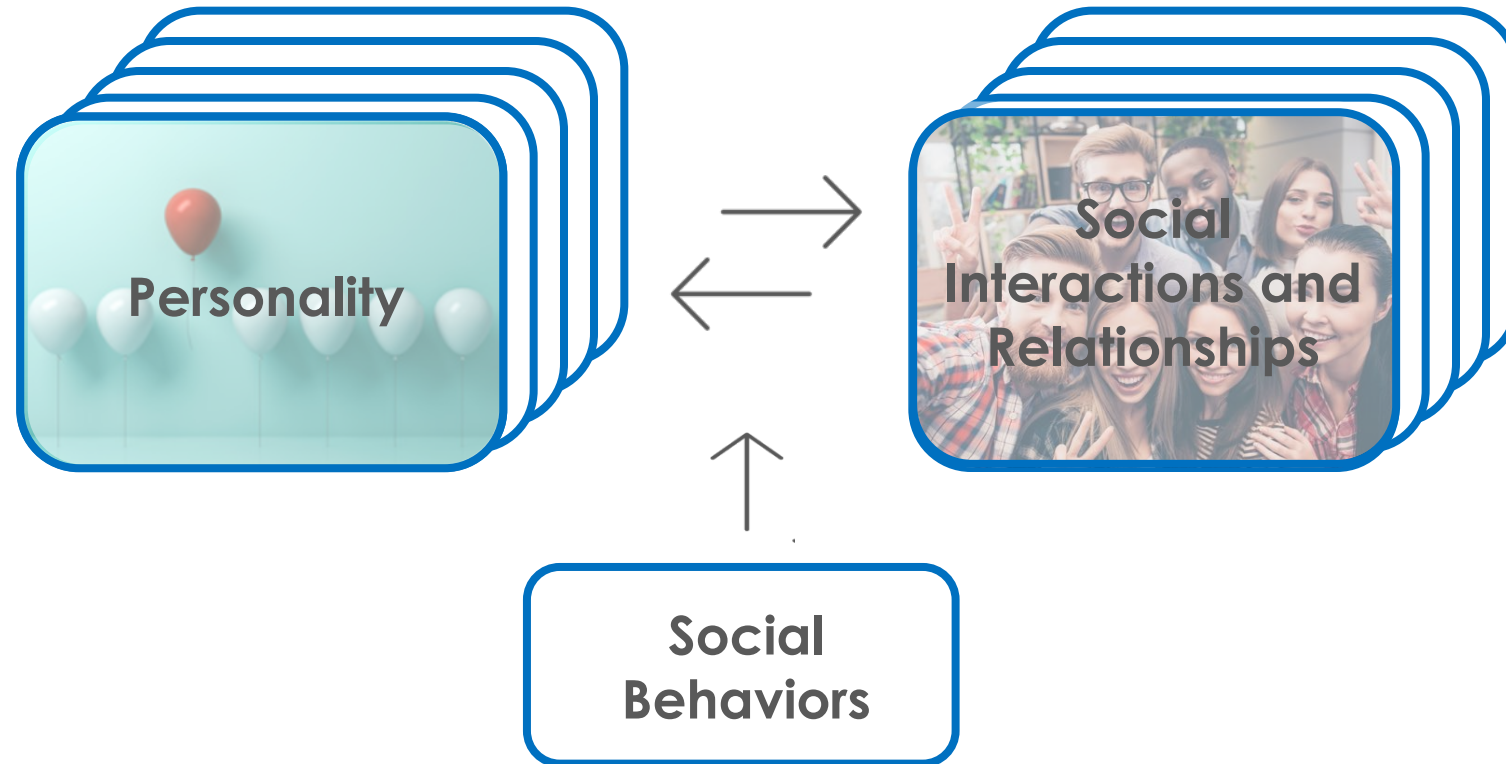 Personality
Social
Interactions and
Relationships
Social
Behaviors